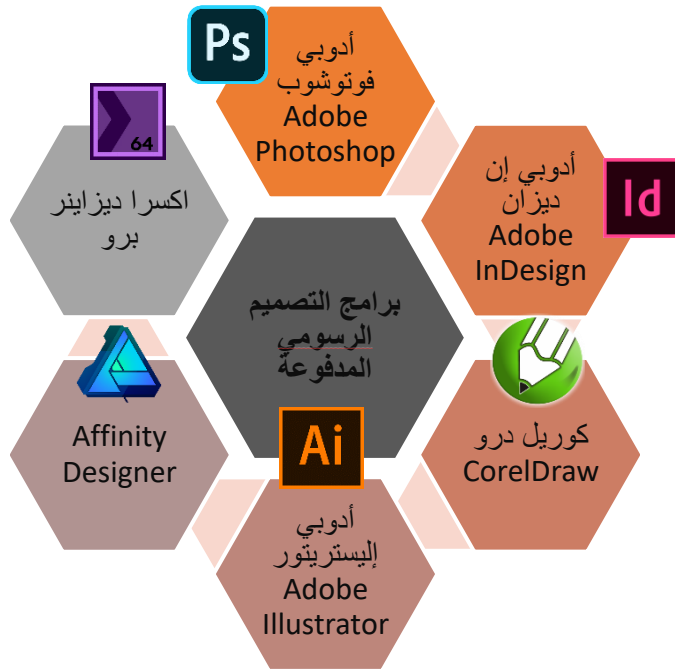 Ps
أدوبي
فوتوشوب
Adobe
Photoshop
أدوبي إن
ديزان
Adobe
InDesign
Id
64
اكسرا ديزاينر
برو
برامج التصميم
الرسومي
المدفوعة
كوريل درو
CorelDraw
Affinity
Designer
Ai
أدوبي
إليستريتور
Adobe
Illustrator